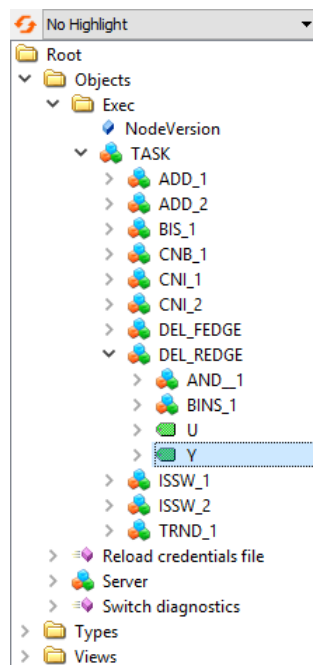 No Highlight
Root
Objects
Exec
NodeVersion
TASK
ADD_1
ADD_2
BIS_1
CNB_1
CNI_1
CNI_2
DEL_FEDGE
DEL_REDGE
AND__1
BINS_1
U
Y
ISSW_1
ISSW_2
TRND_1
Reload credentials file
Server
Switch diagnostics
Types
Views